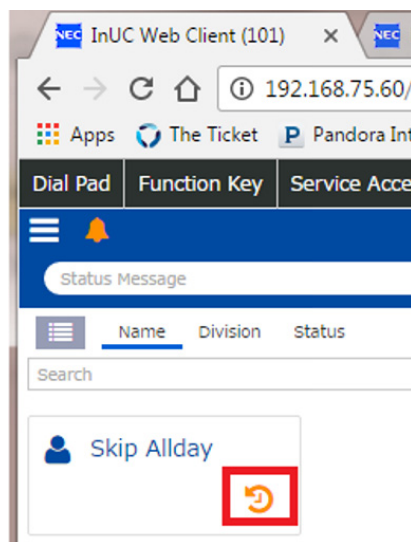 NEC InUC Web Client (101) × NEC
192.168.75.60/
Apps The Ticket P Pandora Int
Dial Pad Function Key Service Acce
Status Message
Name Division Status
Search
Skip Allday